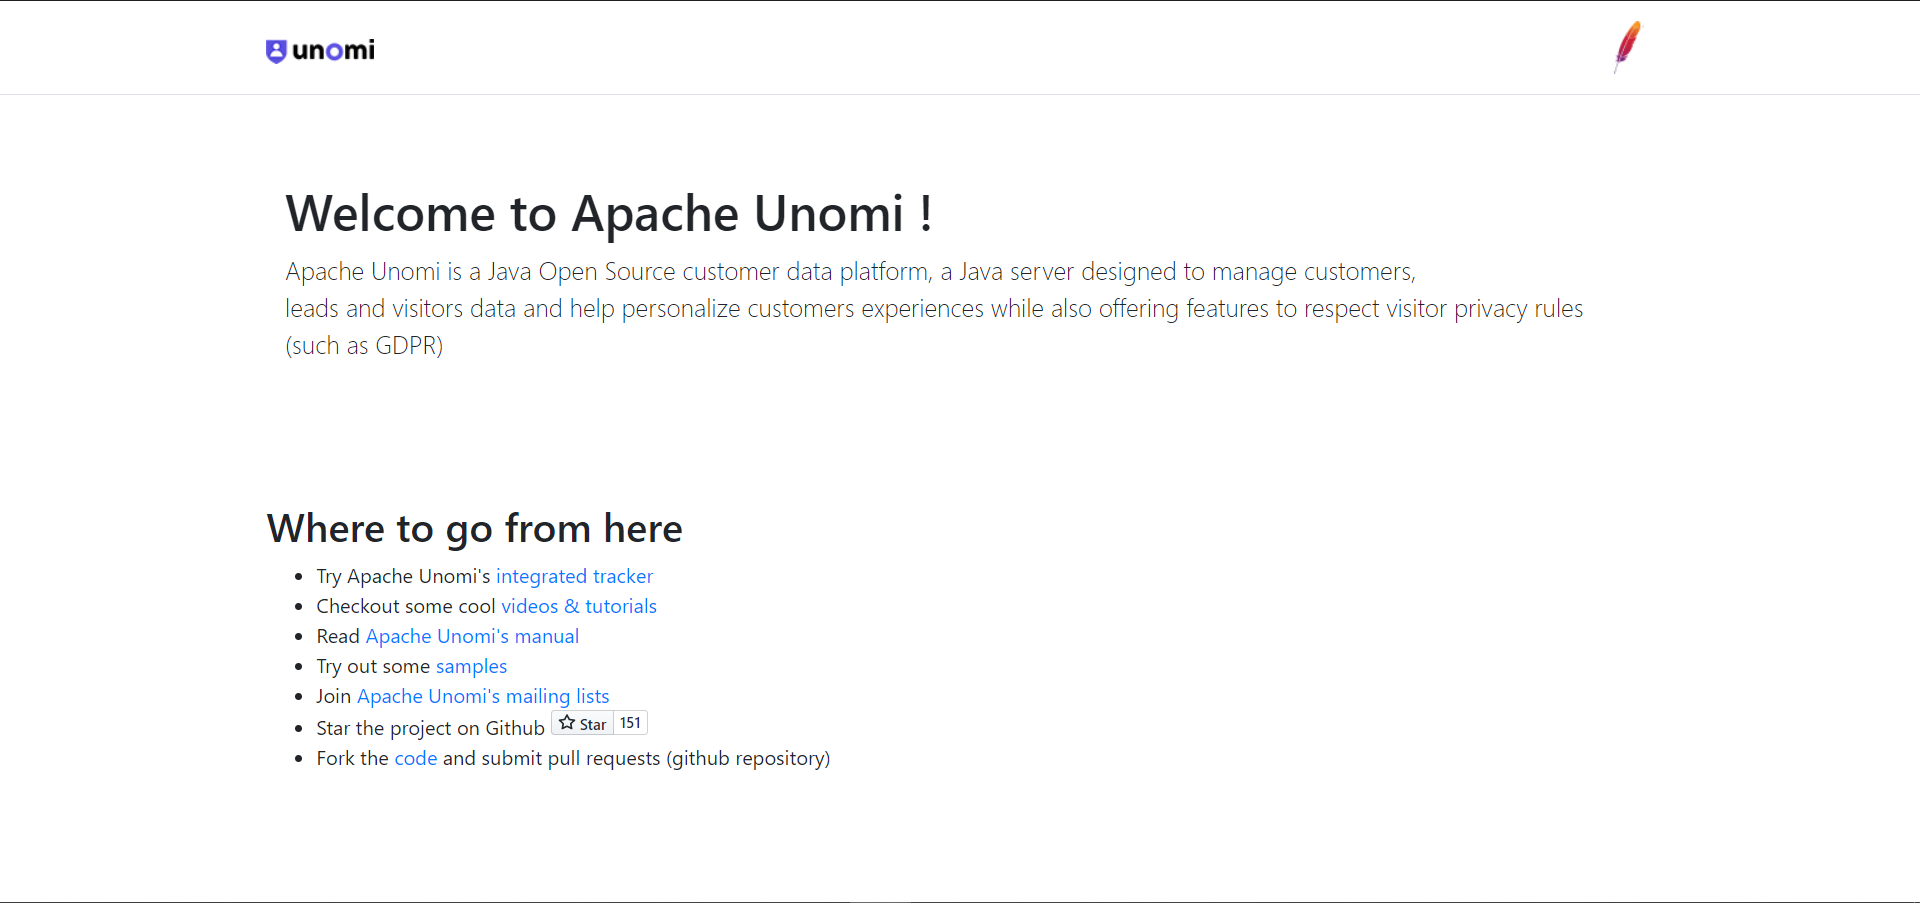 unomi
Welcome to Apache Unomi !
Apache Unomi is a Java Open Source customer data platform, a Java server designed to manage customers,
leads and visitors data and help personalize customers experiences while also offering features to respect visitor privacy rules
(such as GDPR)
Where to go from here
Try Apache Unomi's integrated tracker
Checkout some cool videos & tutorials
Read Apache Unomi's manual
Try out some samples
Join Apache Unomi's mailing lists
Star the project on Github Star 151
Fork the code and submit pull requests (github repository)